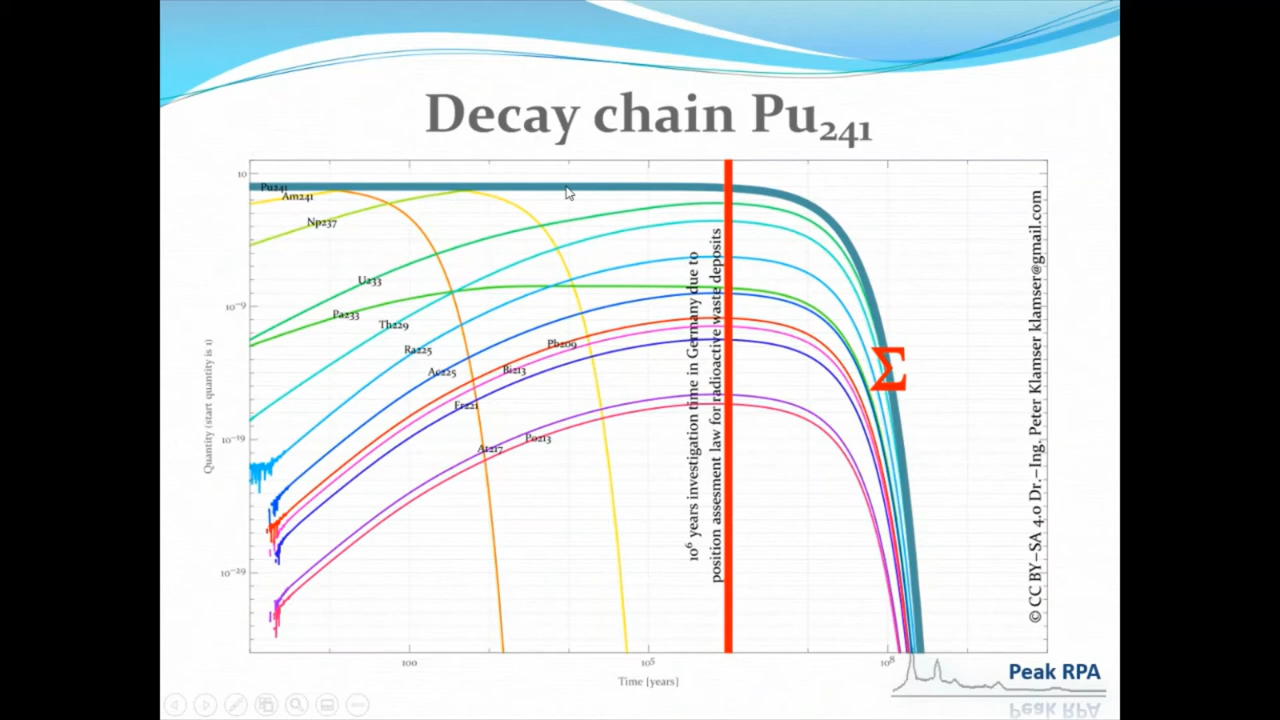 Decay chain Pu241
10
10⁻⁹
10⁻¹⁹
10⁻²⁹
Quantity (start quantity is 1)
Pu241
Am241
Np237
U233
Pa233
Th229
Ra225
Ac225
Pb209
Bi213
Fr221
Po213
At217
10⁶ years investigation time in Germany due to
position assesment law for radioactive waste deposits
Σ
© CC BY–SA 4.0 Dr.–Ing. Peter Klamser klamser@gmail.com
100
10⁵
10⁸
Time [years]
Peak RPA